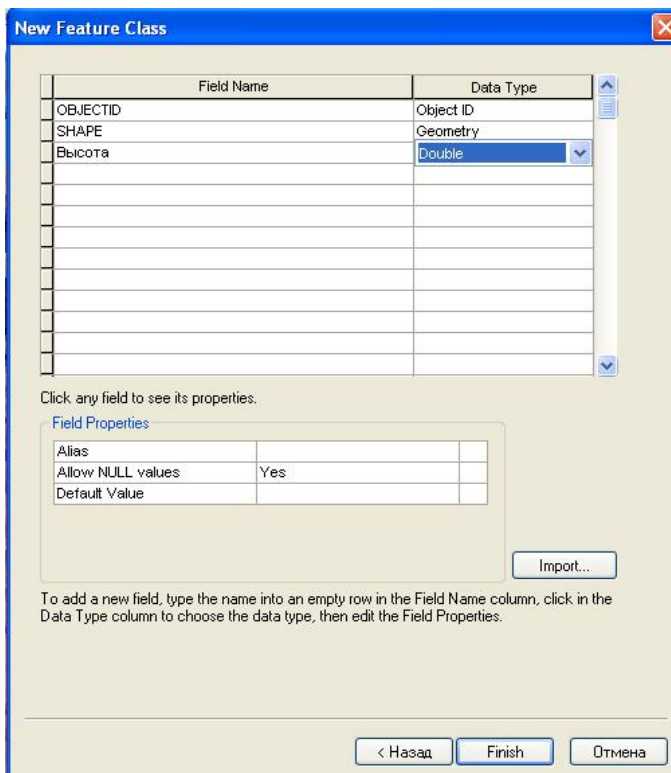 New Feature Class
Field Name Data Type
OBJECTID Object ID
SHAPE Geometry
Высота Double
Click any field to see its properties.
Field Properties
Alias
Allow NULL values Yes
Default Value
Import...
To add a new field, type the name into an empty row in the Field Name column, click in the
Data Type column to choose the data type, then edit the Field Properties.
< Назад Finish Отмена